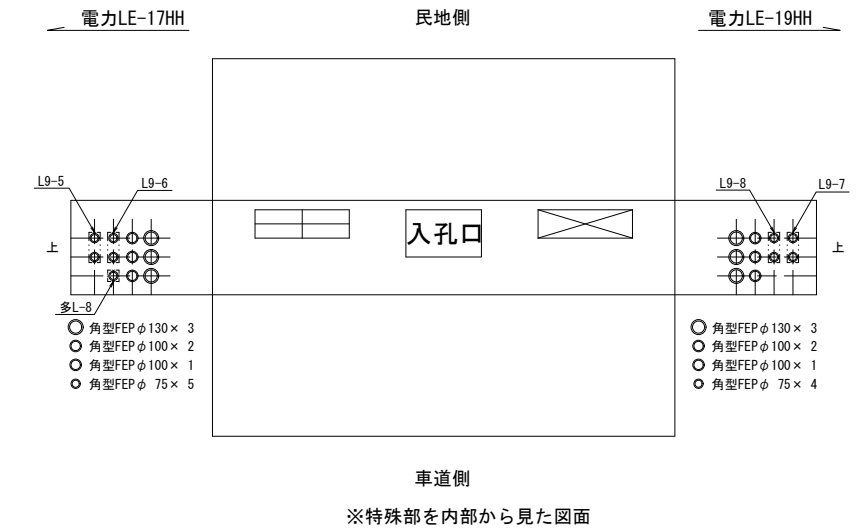 電力LE-17HH
民地側
電力LE-19HH
L9-5
L9-6
L9-8
L9-7
上
入孔口
上
多L-8
角型FEPφ130× 3
角型FEPφ100× 2
角型FEPφ100× 1
角型FEPφ 75× 5
角型FEPφ130× 3
角型FEPφ100× 2
角型FEPφ100× 1
角型FEPφ 75× 4
車道側
※特殊部を内部から見た図面